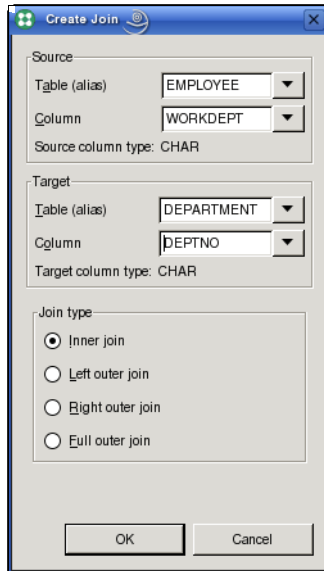 Create Join
Source
Table (alias) EMPLOYEE
Column WORKDEPT
Source column type: CHAR
Target
Table (alias) DEPARTMENT
Column DEPTNO
Target column type: CHAR
Join type
Inner join
Left outer join
Right outer join
Full outer join
OK Cancel